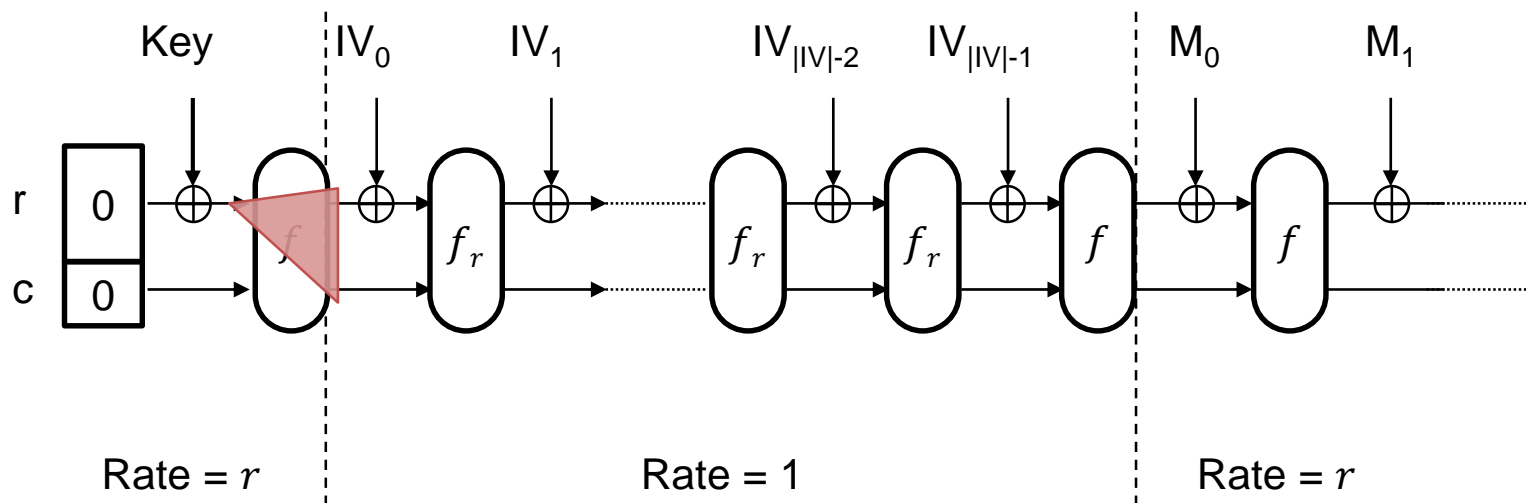 Key IV₀ IV₁ IV|IV|-2 IV|IV|-1 M₀ M₁
r 0 f fᵣ fᵣ fᵣ f f
c 0
Rate = r Rate = 1 Rate = r